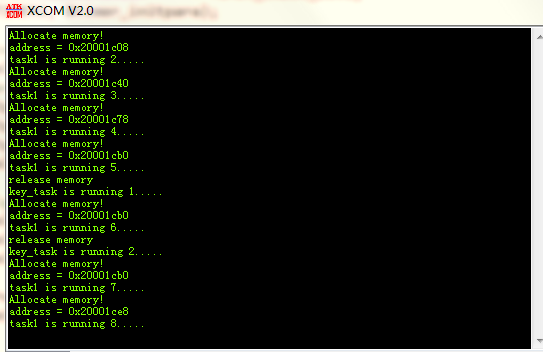 ATK
XCOM
XCOM V2.0
Allocate memory!
address = 0x20001c08
task1 is running 2.....
Allocate memory!
address = 0x20001c40
task1 is running 3.....
Allocate memory!
address = 0x20001c78
task1 is running 4.....
Allocate memory!
address = 0x20001cb0
task1 is running 5.....
release memory
key_task is running 1.....
Allocate memory!
address = 0x20001cb0
task1 is running 6.....
release memory
key_task is running 2.....
Allocate memory!
address = 0x20001cb0
task1 is running 7.....
Allocate memory!
address = 0x20001ce8
task1 is running 8.....